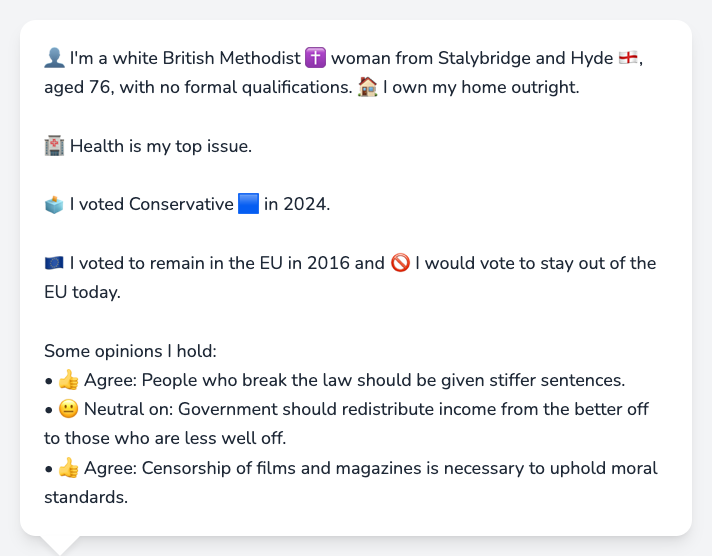 👤 I'm a white British Methodist ✝️ woman from Stalybridge and Hyde 🏴󠁧󠁢󠁥󠁮󠁧󠁿,
aged 76, with no formal qualifications. 🏠 I own my home outright.
🏥 Health is my top issue.
🗳️ I voted Conservative 🟦 in 2024.
🇪🇺 I voted to remain in the EU in 2016 and 🚫 I would vote to stay out of the
EU today.
Some opinions I hold:
• 👍 Agree: People who break the law should be given stiffer sentences.
• 😐 Neutral on: Government should redistribute income from the better off
to those who are less well off.
• 👍 Agree: Censorship of films and magazines is necessary to uphold moral
standards.